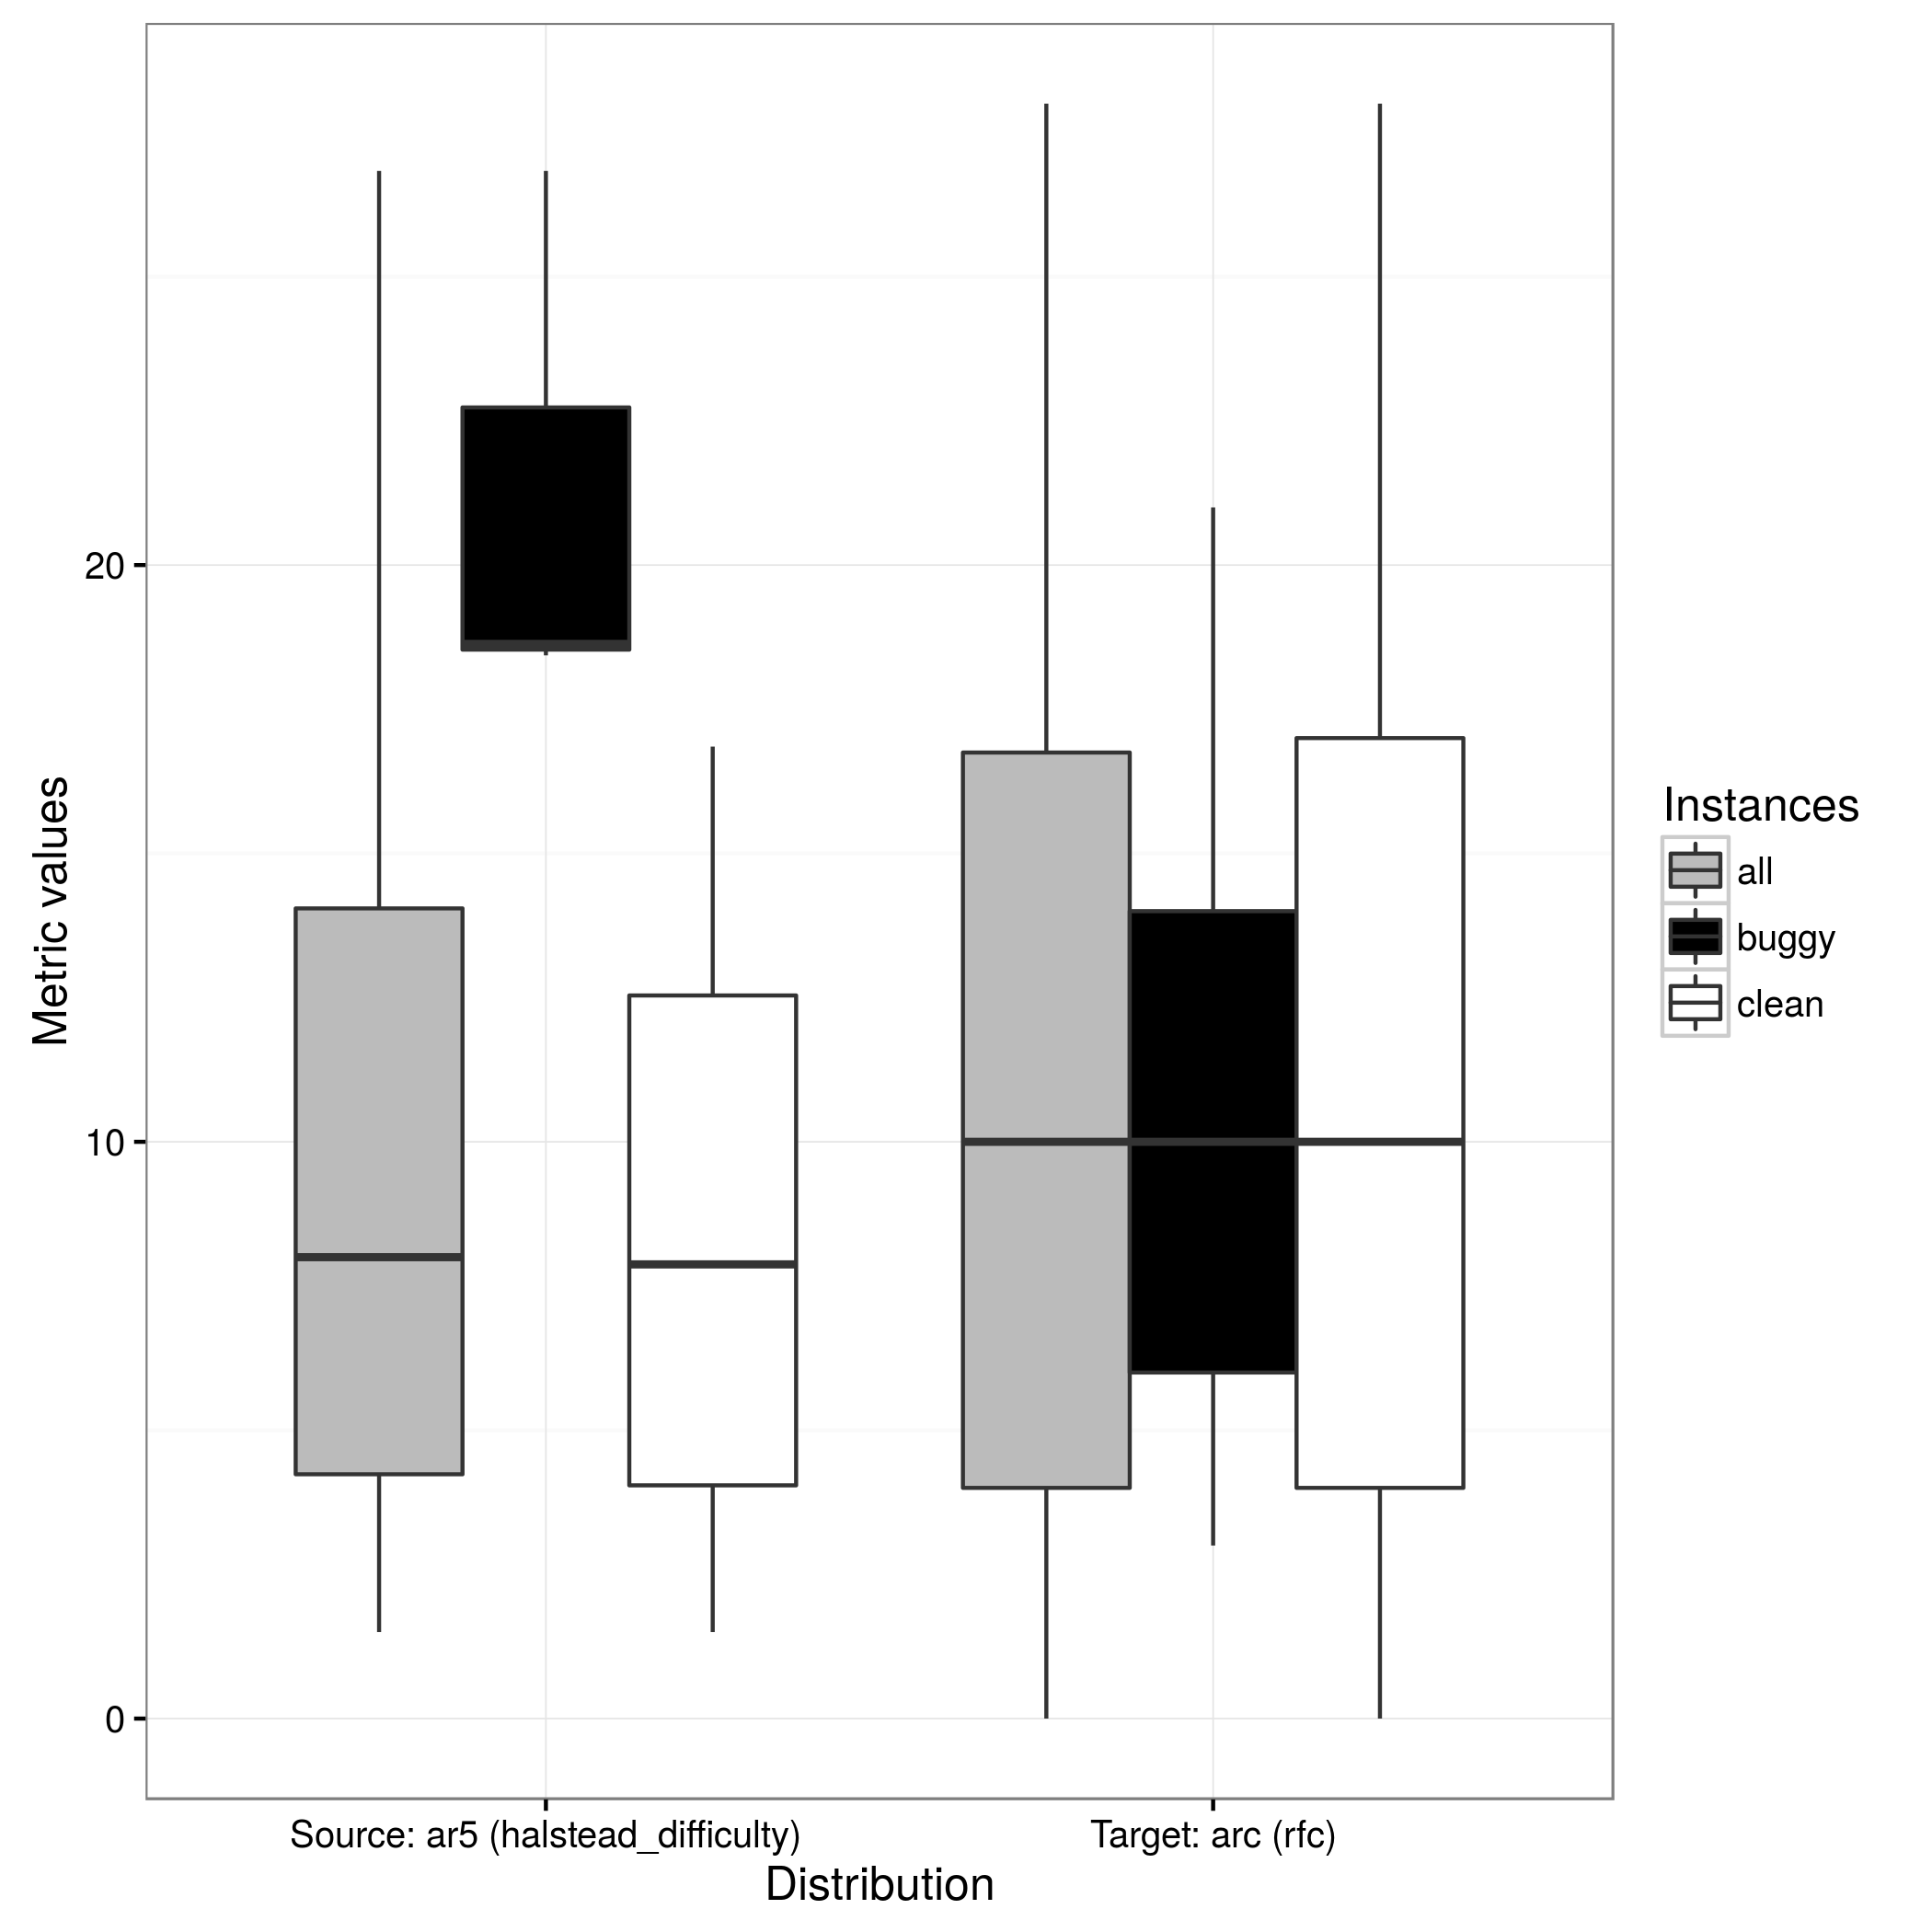 Metric values
20
10
0
Source: ar5 (halstead_difficulty)
Target: arc (rfc)
Distribution
Instances
all
buggy
clean